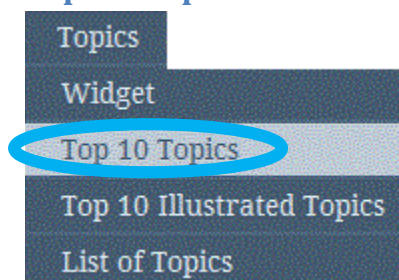 Topics
Widget
Top 10 Topics
Top 10 Illustrated Topics
List of Topics